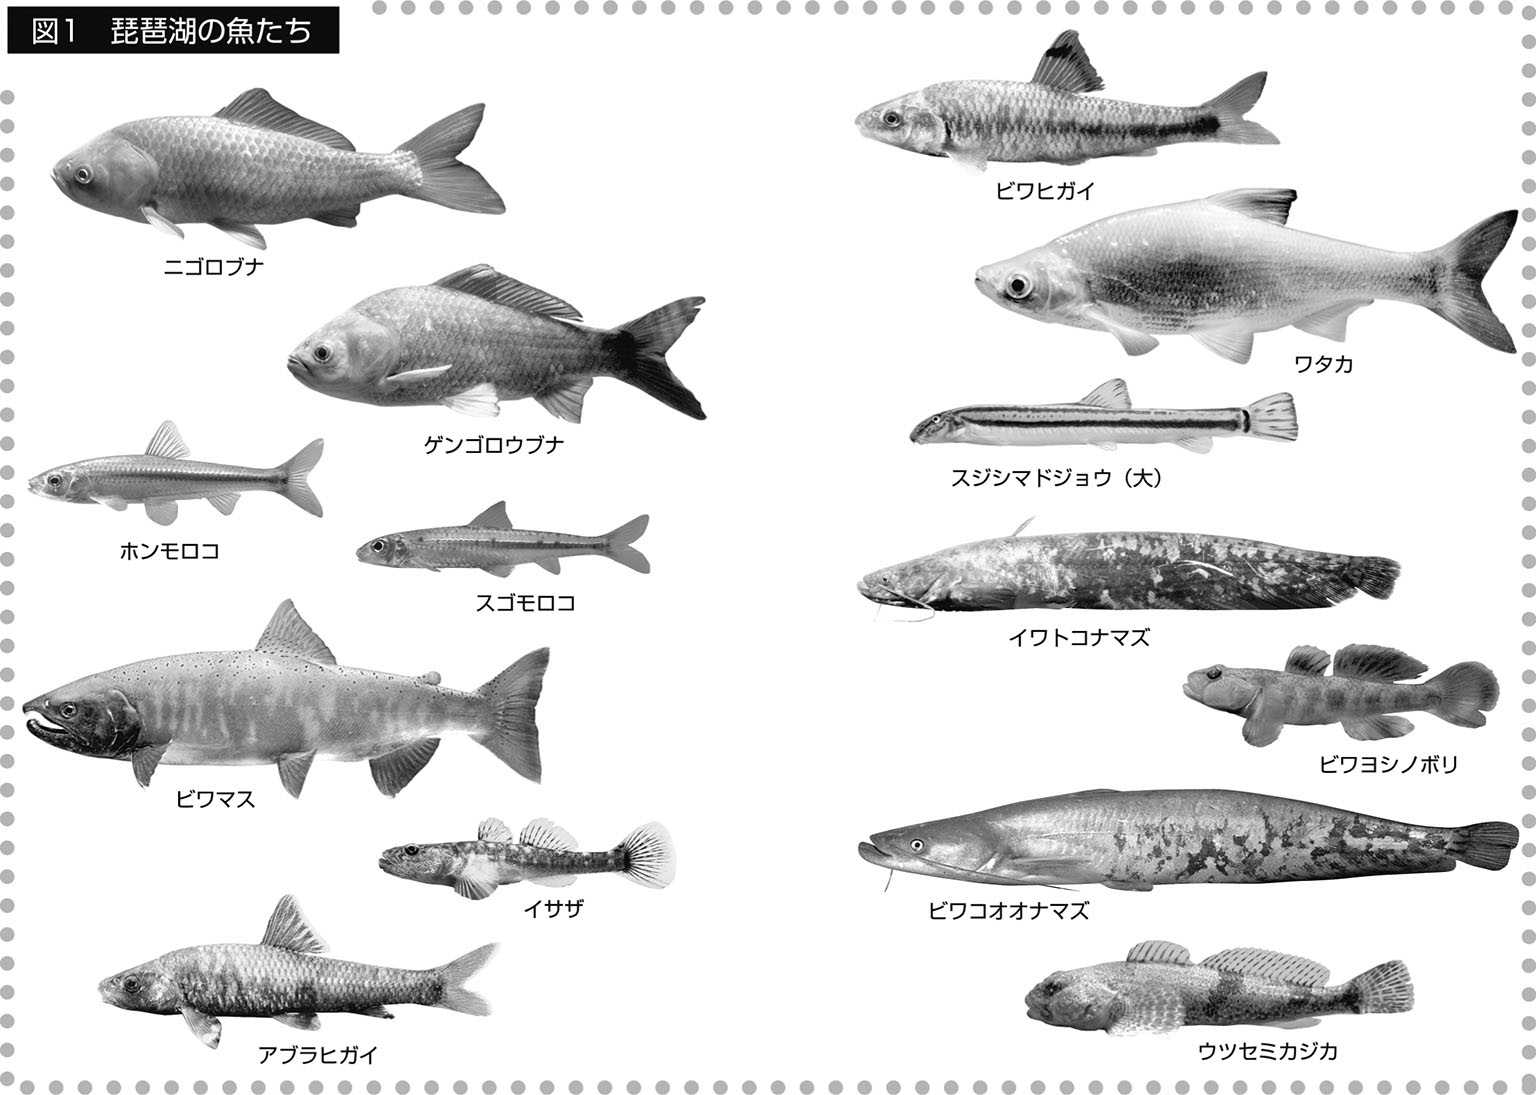 図1　琵琶湖の魚たち
ニゴロブナ
ゲンゴロウブナ
ホンモロコ
スゴモロコ
ビワマス
イサザ
アブラヒガイ
ビワヒガイ
ワタカ
スジシマドジョウ（大）
イワトコナマズ
ビワヨシノボリ
ビワコオオナマズ
ウツセミカジカ